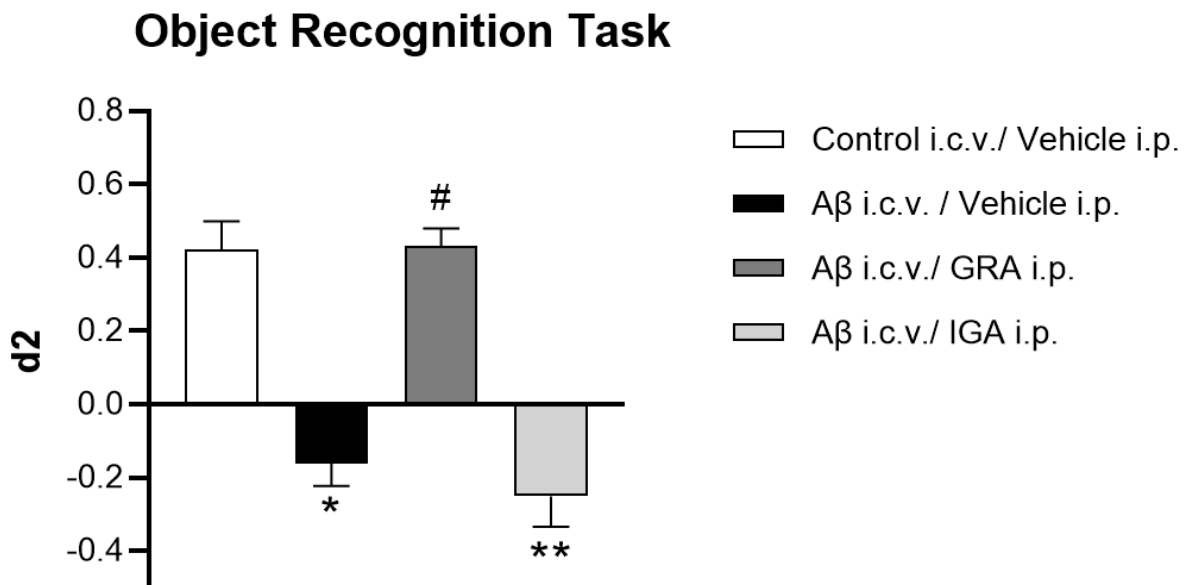 Object Recognition Task
0.8
0.6
0.4
0.2
0.0
-0.2
-0.4
d2
#
*
**
Control i.c.v./ Vehicle i.p.
Aβ i.c.v. / Vehicle i.p.
Aβ i.c.v./ GRA i.p.
Aβ i.c.v./ IGA i.p.